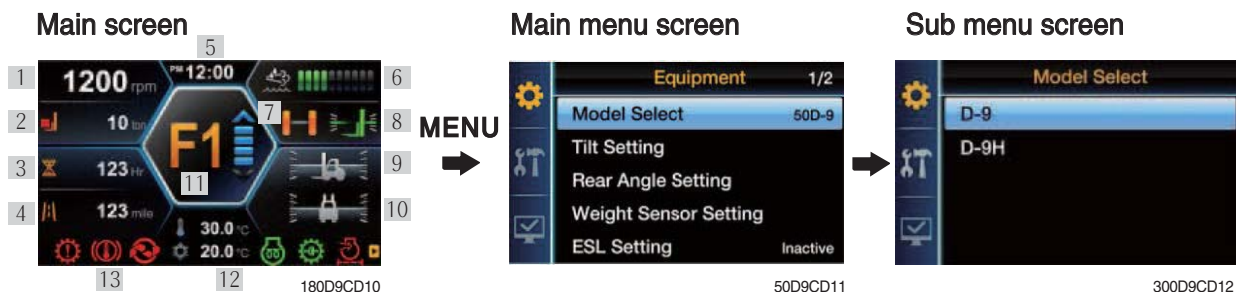 Main screen
Main menu screen
Sub menu screen
5
1
1200 rpm
PM 12:00
6
2
10 ton
7
8
3
123 Hr
F1
11
9
4
123 mile
10
30.0 °C
20.0 °C
13
12
180D9CD10
MENU
Equipment 1/2
Model Select 50D-9
Tilt Setting
Rear Angle Setting
Weight Sensor Setting
ESL Setting Inactive
50D9CD11
Model Select
D-9
D-9H
300D9CD12